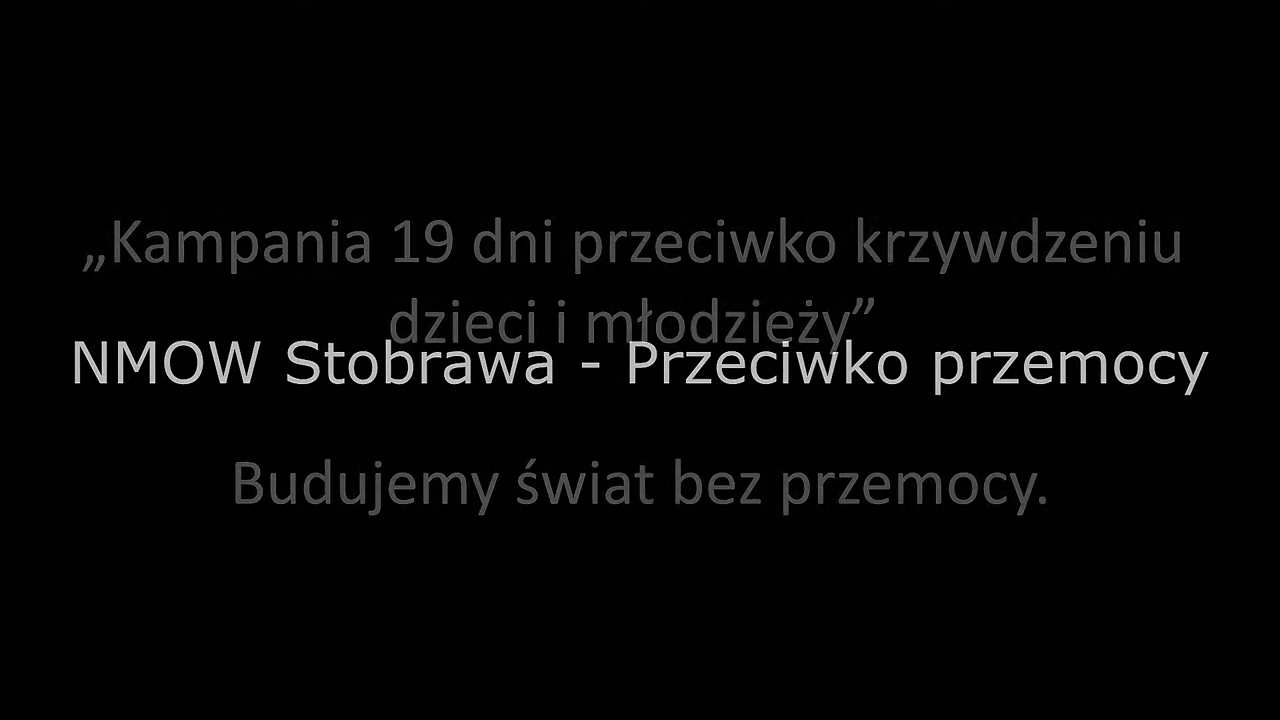 „Kampania 19 dni przeciwko krzywdzeniu
dzieci i młodzieży”
NMOW Stobrawa - Przeciwko przemocy
Budujemy świat bez przemocy.